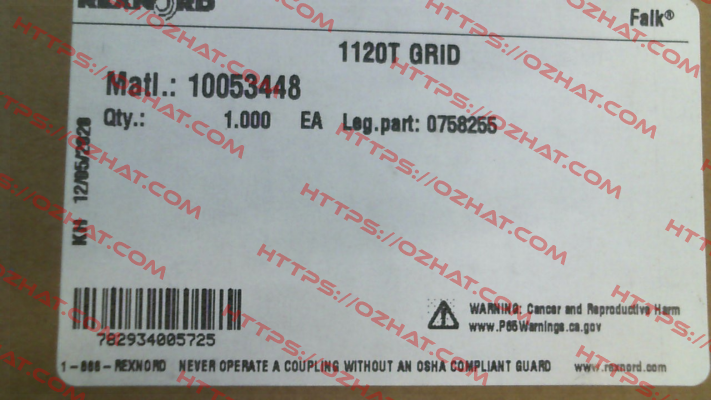 REXNORD
Falk®
1120T GRID
Matl.: 10053448
Qty.: 1.000 EA Leg.part: 0758255
KH 12/05/2020
782934005725
WARNING: Cancer and Reproductive Harm
www.P65Warnings.ca.gov
1-866-REXNORD NEVER OPERATE A COUPLING WITHOUT AN OSHA COMPLIANT GUARD www.rexnord.com
HTTPS://OZHAT.COM